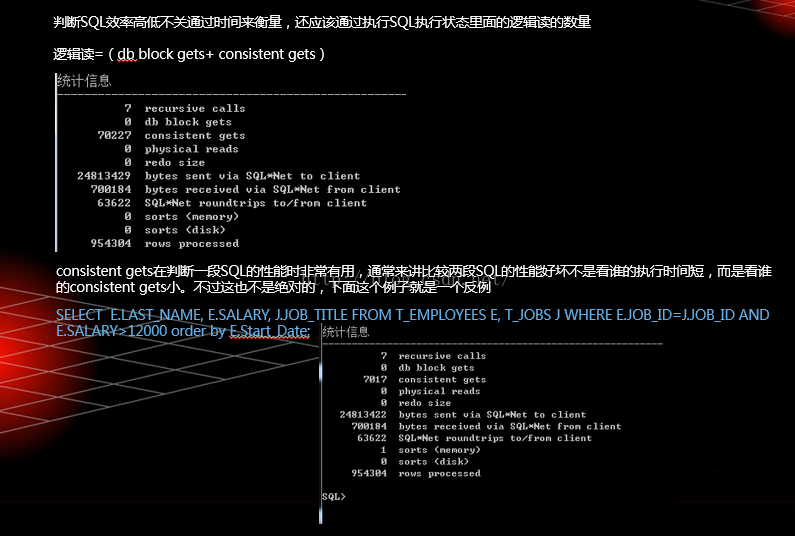 判断SQL效率高低不关通过时间来衡量，还应该通过执行SQL执行状态里面的逻辑读的数量
逻辑读=（db block gets+ consistent gets）
统计信息
----------------------------------------------------------
7 recursive calls
0 db block gets
70227 consistent gets
0 physical reads
0 redo size
24813429 bytes sent via SQL*Net to client
700184 bytes received via SQL*Net from client
63622 SQL*Net roundtrips to/from client
0 sorts (memory)
0 sorts (disk)
954304 rows processed
consistent gets在判断一段SQL的性能时非常有用，通常来讲比较两段SQL的性能好坏不是看谁的执行时间短，而是看谁
的consistent gets小。不过这也不是绝对的，下面这个例子就是一个反例
SELECT E.LAST_NAME, E.SALARY, J.JOB_TITLE FROM T_EMPLOYEES E, T_JOBS J WHERE E.JOB_ID=J.JOB_ID AND
E.SALARY>12000 order by E.Start_Date;
统计信息
----------------------------------------------------------
7 recursive calls
0 db block gets
7017 consistent gets
0 physical reads
0 redo size
24813422 bytes sent via SQL*Net to client
700184 bytes received via SQL*Net from client
63622 SQL*Net roundtrips to/from client
1 sorts (memory)
0 sorts (disk)
954304 rows processed
SQL>